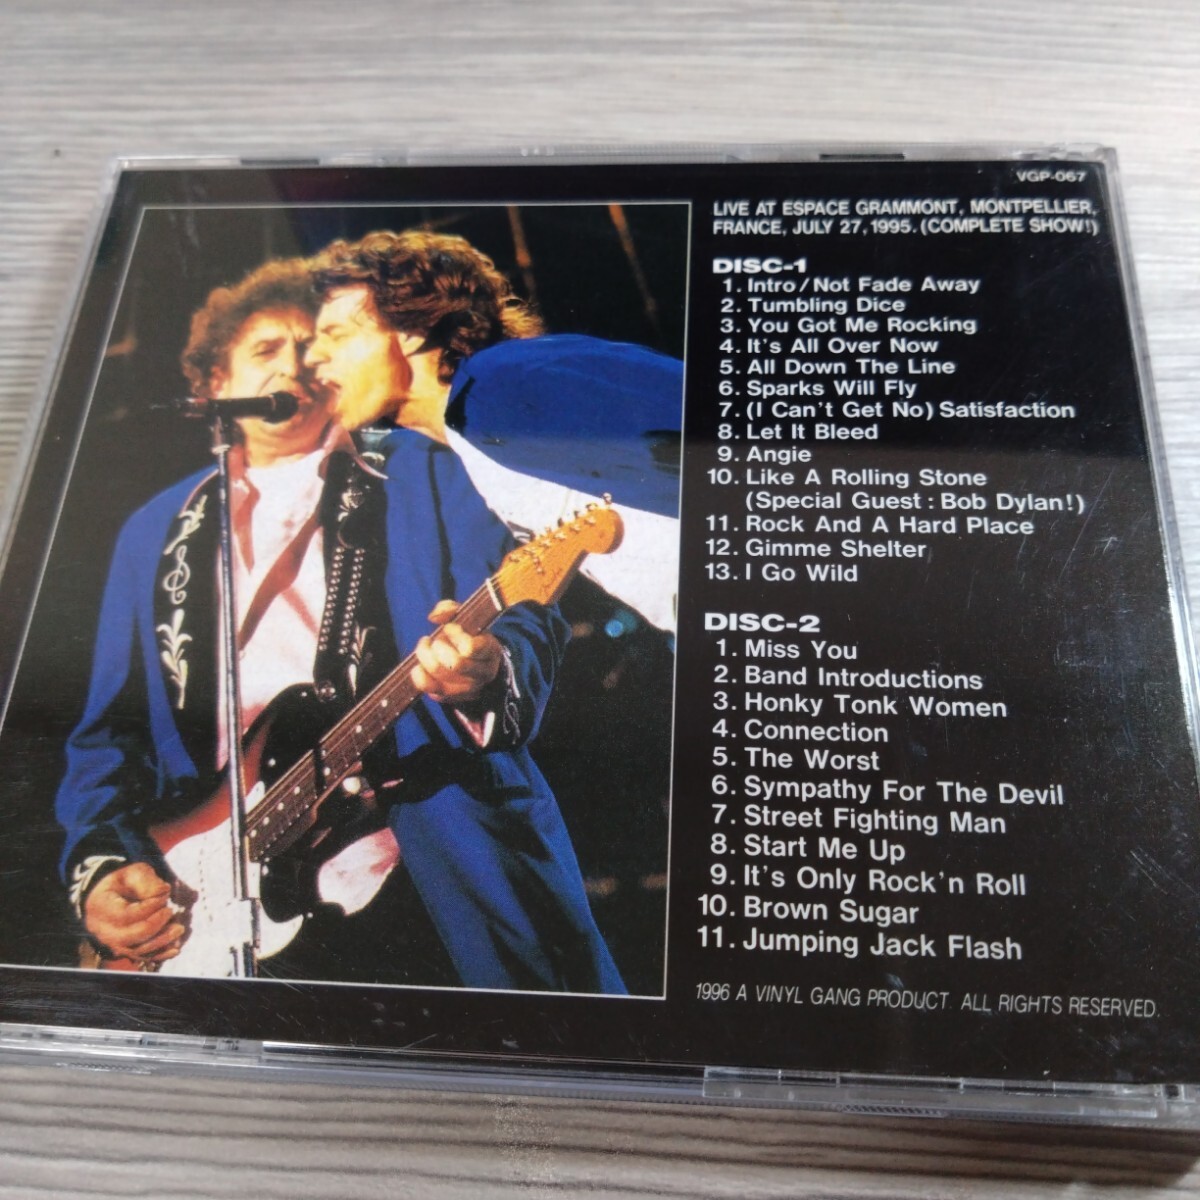 VGP-067
LIVE AT ESPACE GRAMMONT, MONTPELLIER,
FRANCE, JULY 27, 1995. (COMPLETE SHOW!)
DISC-1
1. Intro/Not Fade Away
2. Tumbling Dice
3. You Got Me Rocking
4. It's All Over Now
5. All Down The Line
6. Sparks Will Fly
7. (I Can't Get No) Satisfaction
8. Let It Bleed
9. Angie
10. Like A Rolling Stone
(Special Guest : Bob Dylan!)
11. Rock And A Hard Place
12. Gimme Shelter
13. I Go Wild
DISC-2
1. Miss You
2. Band Introductions
3. Honky Tonk Women
4. Connection
5. The Worst
6. Sympathy For The Devil
7. Street Fighting Man
8. Start Me Up
9. It's Only Rock'n Roll
10. Brown Sugar
11. Jumping Jack Flash
1996 A VINYL GANG PRODUCT. ALL RIGHTS RESERVED.